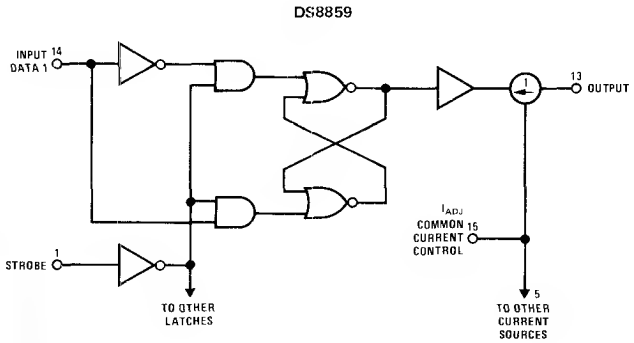 DS8859
INPUT 14
DATA 1
1
13
OUTPUT
IADJ
COMMON
CURRENT 15
CONTROL
1
STROBE
5
TO OTHER
LATCHES
TO OTHER
CURRENT
SOURCES